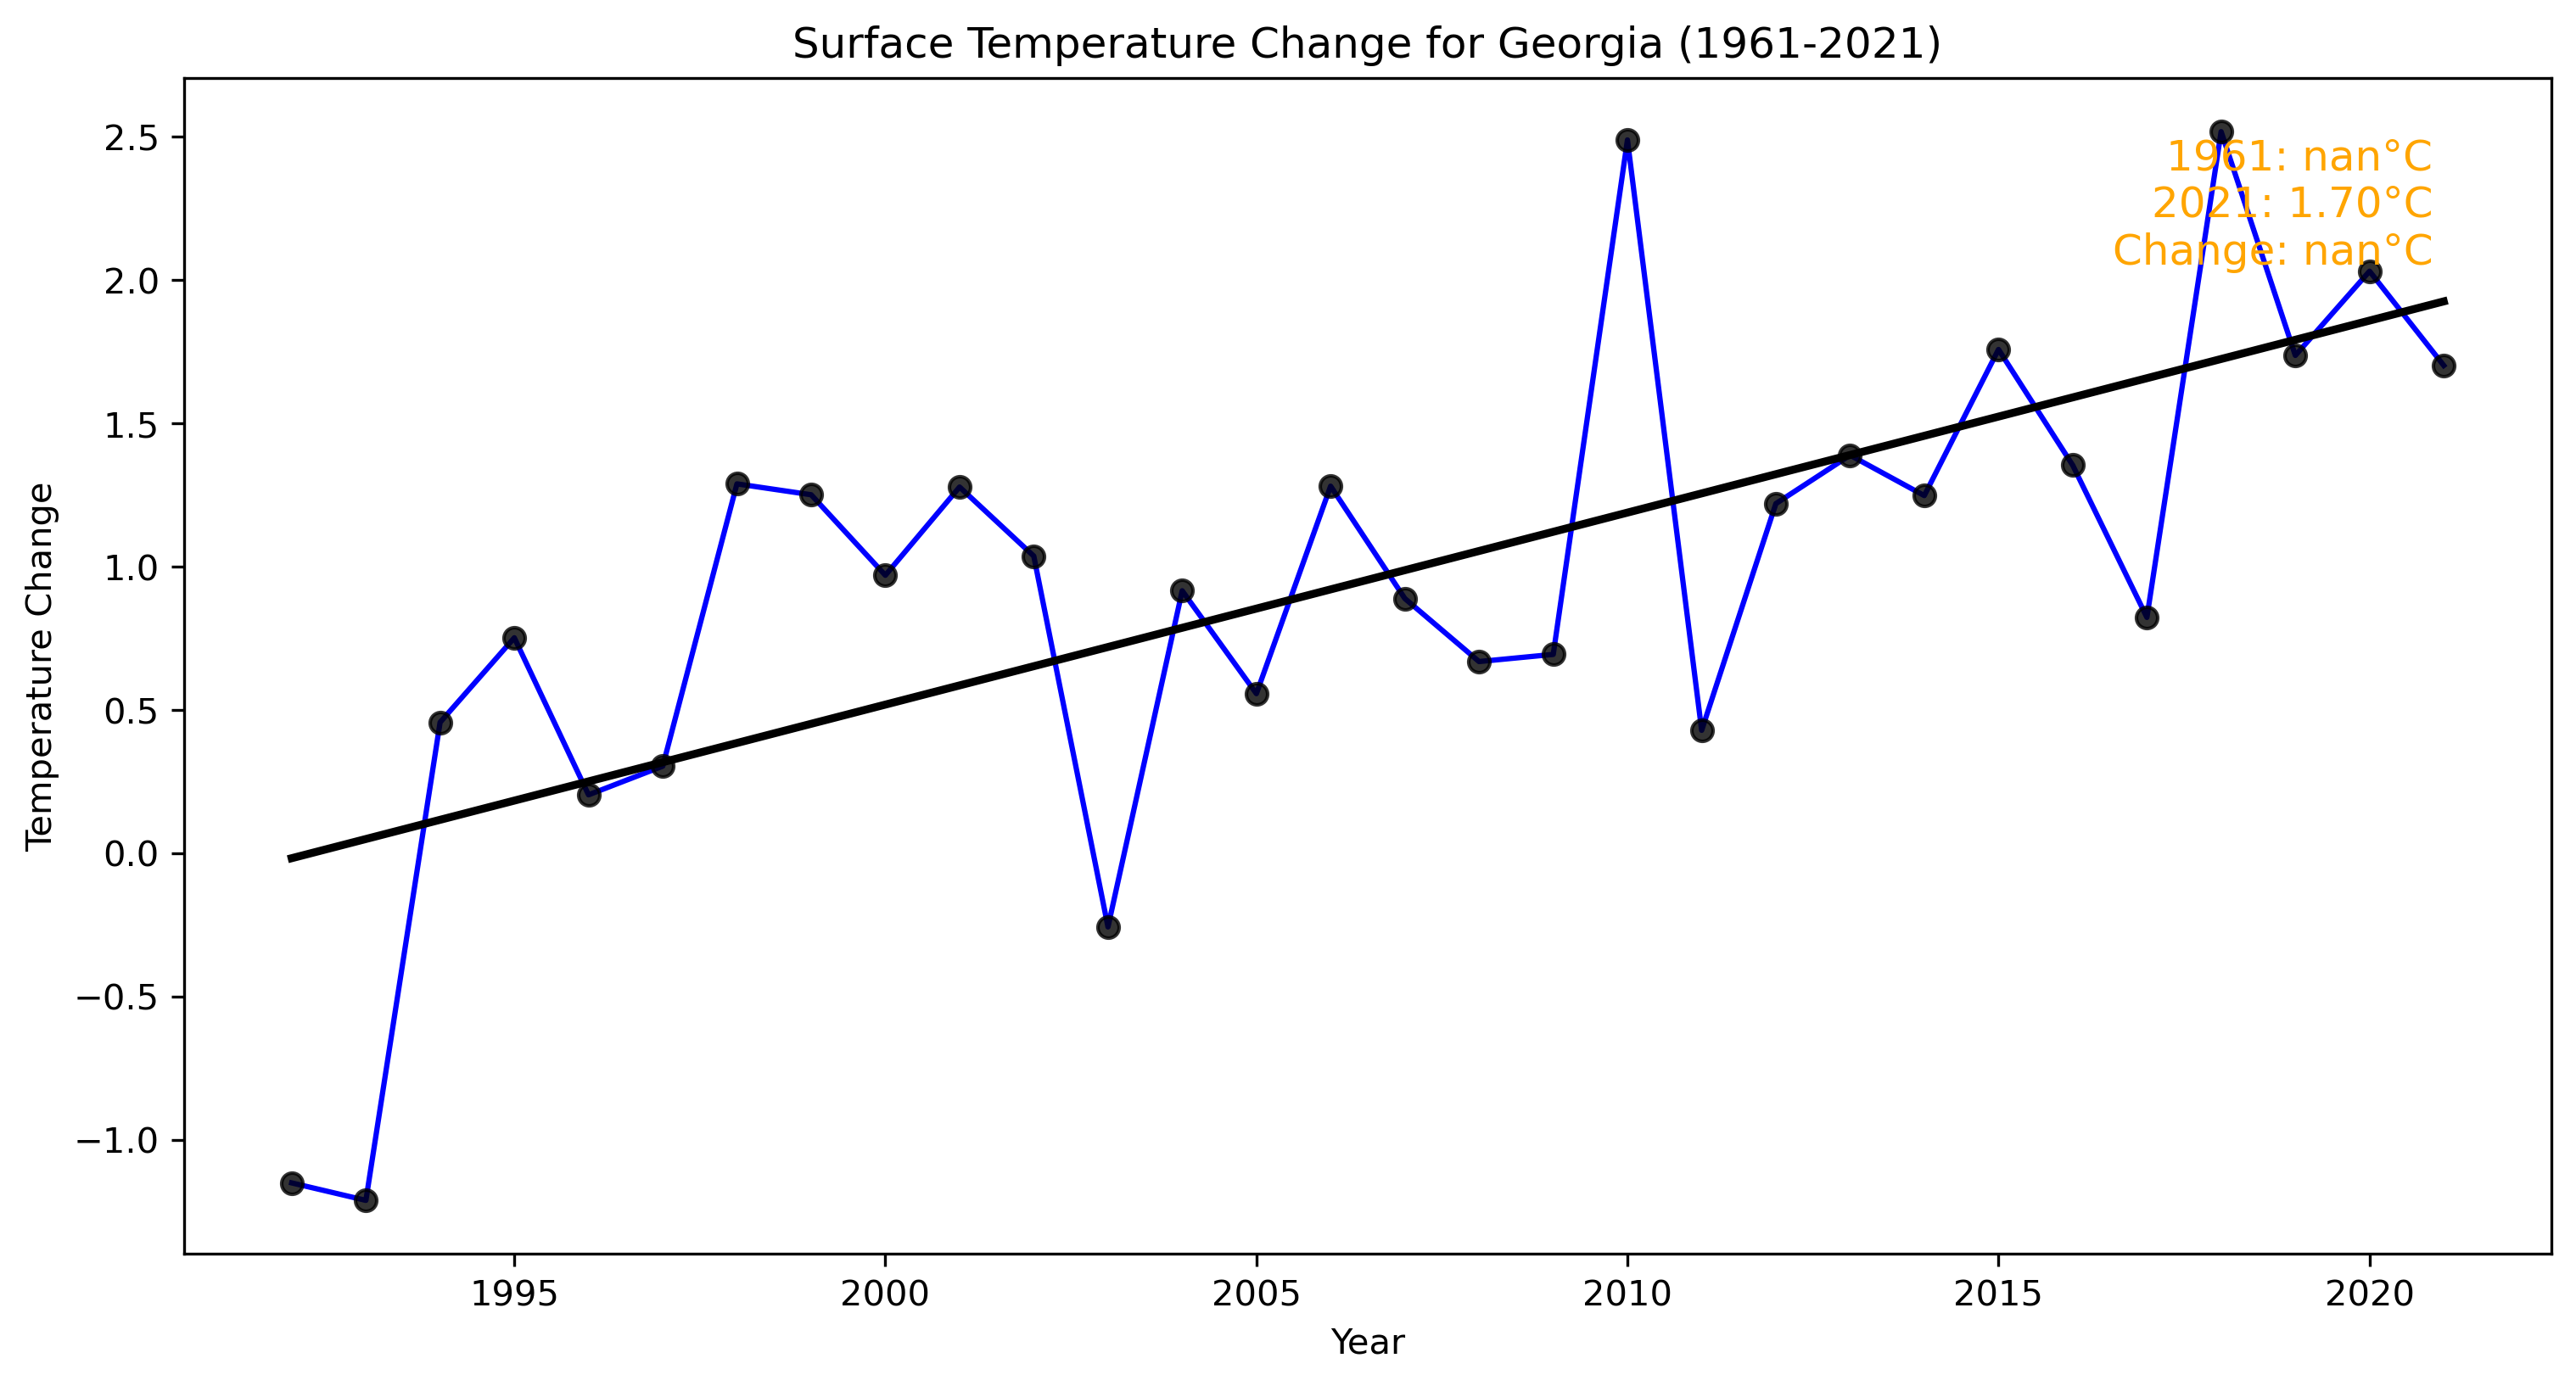 Surface Temperature Change for Georgia (1961-2021)
1961: nan°C
2021: 1.70°C
Change: nan°C
Temperature Change
2.5
2.0
1.5
1.0
0.5
0.0
−0.5
−1.0
1995 2000 2005 2010 2015 2020
Year